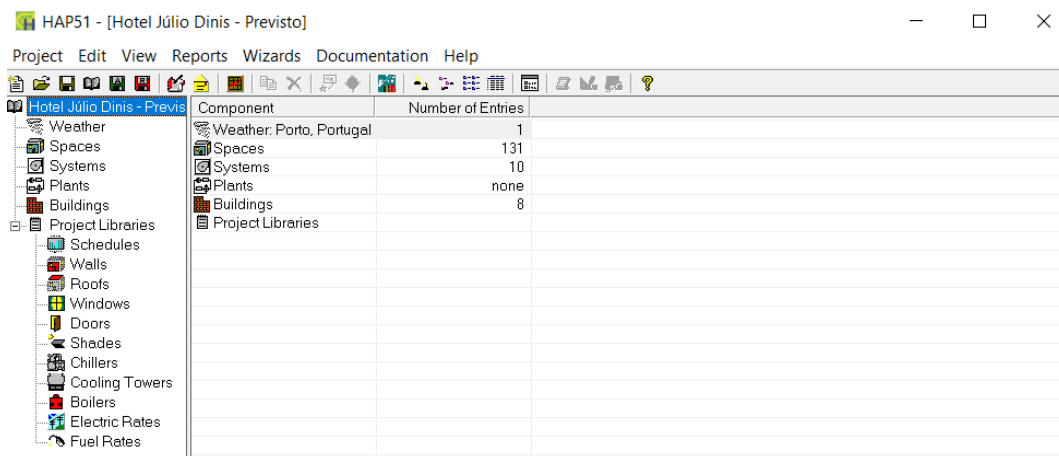 HAP51 - [Hotel Júlio Dinis - Previsto]
Project Edit View Reports Wizards Documentation Help
Hotel Júlio Dinis - Previs
Weather
Spaces
Systems
Plants
Buildings
Project Libraries
Schedules
Walls
Roofs
Windows
Doors
Shades
Chillers
Cooling Towers
Boilers
Electric Rates
Fuel Rates
Component Number of Entries
Weather: Porto, Portugal 1
Spaces 131
Systems 10
Plants none
Buildings 8
Project Libraries